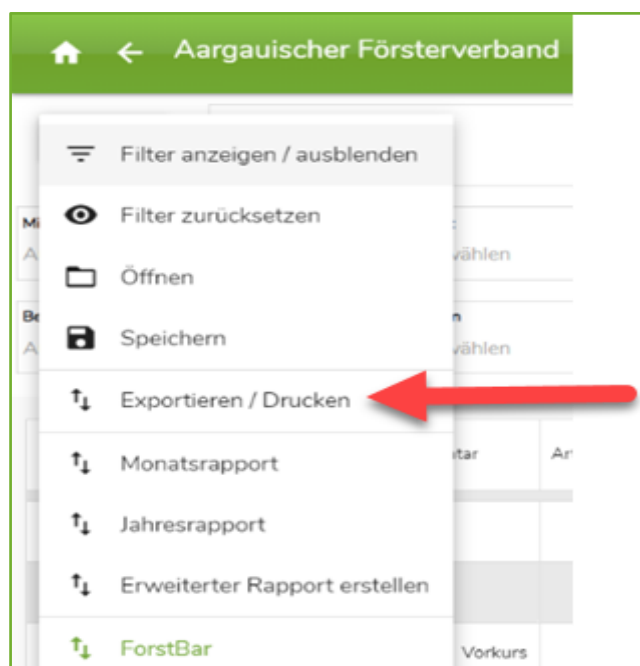 Aargauischer Försterverband
Filter anzeigen / ausblenden
Filter zurücksetzen
Öffnen
Speichern
Exportieren / Drucken
Monatsrapport
Jahresrapport
Erweiterter Rapport erstellen
ForstBar
Vorkurs